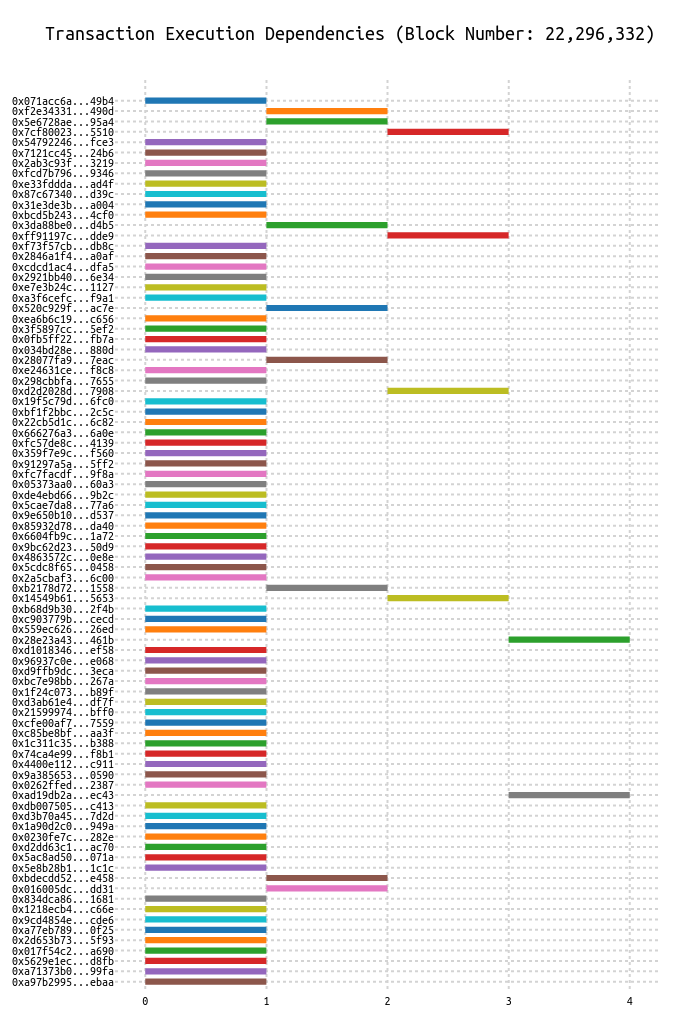 Transaction Execution Dependencies (Block Number: 22,296,332)
0x071acc6a...49b4
0xf2e34331...490d
0x5e6728ae...95a4
0x7cf80023...5510
0x54792246...fce3
0x7121cc45...24b6
0x2ab3c93f...3219
0xfcd7b796...9346
0xe33fddda...ad4f
0x87c67340...d39c
0x31e3de3b...a004
0xbcd5b243...4cf0
0x3da88be0...d4b5
0xff91197c...dde9
0xf73f57cb...db8c
0x2846a1f4...a0af
0xcdcd1ac4...dfa5
0x2921bb40...6e34
0xe7e3b24c...1127
0xa3f6cefc...f9a1
0x520c929f...ac7e
0xea6b6c19...c656
0x3f5897cc...5ef2
0x0fb5ff22...fb7a
0x034bd28e...880d
0x28077fa9...7eac
0xe24631ce...f8c8
0x298cbbfa...7655
0xd2d2028d...7908
0x19f5c79d...6fc0
0xbf1f2bbc...2c5c
0x22cb5d1c...6c82
0x666276a3...6a0e
0xfc57de8c...4139
0x359f7e9c...f560
0x91297a5a...5ff2
0xfc7facdf...9f8a
0x05373aa0...60a3
0xde4ebd66...9b2c
0x5cae7da8...77a6
0x9e650b10...d537
0x85932d78...da40
0x6604fb9c...1a72
0x9bc62d23...50d9
0x4863572c...0e8e
0x5cdc8f65...0458
0x2a5cbaf3...6c00
0xb2178d72...1558
0x14549b61...5653
0xb68d9b30...2f4b
0xc903779b...cecd
0x559ec626...26ed
0x28e23a43...461b
0xd1018346...ef58
0x96937c0e...e068
0xd9ffb9dc...3eca
0xbc7e98bb...267a
0x1f24c073...b89f
0xd3ab61e4...df7f
0x21599974...bff0
0xcfe00af7...7559
0xc85be8bf...aa3f
0x1c311c35...b388
0x74ca4e99...f8b1
0x4400e112...c911
0x9a385653...0590
0x0262ffed...2387
0xad19db2a...ec43
0xdb007505...c413
0xd3b70a45...7d2d
0x1a90d2c0...949a
0x0230fe7c...282e
0xd2dd63c1...ac70
0x5ac8ad50...071a
0x5e8b28b1...1c1c
0xbdecdd52...e458
0x016005dc...dd31
0x834dca86...1681
0x1218ecb4...c66e
0x9cd4854e...cde6
0xa77eb789...0f25
0x2d653b73...5f93
0x017f54c2...a690
0x5629e1ec...d8fb
0xa71373b0...99fa
0xa97b2995...ebaa
0 1 2 3 4